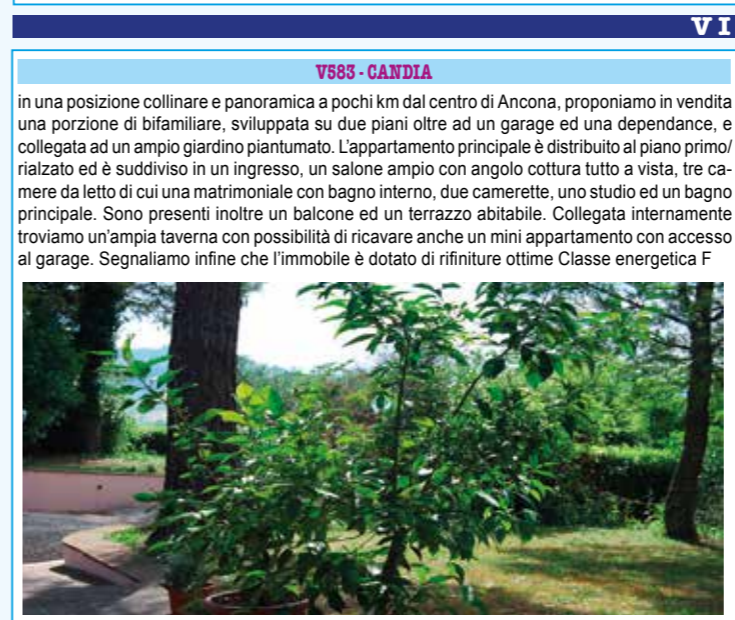 VI
V583 - CANDIA
in una posizione collinare e panoramica a pochi km dal centro di Ancona, proponiamo in vendita
una porzione di bifamiliare, sviluppata su due piani oltre ad un garage ed una dependance, e
collegata ad un ampio giardino piantumato. L'appartamento principale è distribuito al piano primo/
rialzato ed è suddiviso in un ingresso, un salone ampio con angolo cottura tutto a vista, tre ca-
mere da letto di cui una matrimoniale con bagno interno, due camerette, uno studio ed un bagno
principale. Sono presenti inoltre un balcone ed un terrazzo abitabile. Collegata internamente
troviamo un'ampia taverna con possibilità di ricavare anche un mini appartamento con accesso
al garage. Segnaliamo infine che l'immobile è dotato di rifiniture ottime Classe energetica F